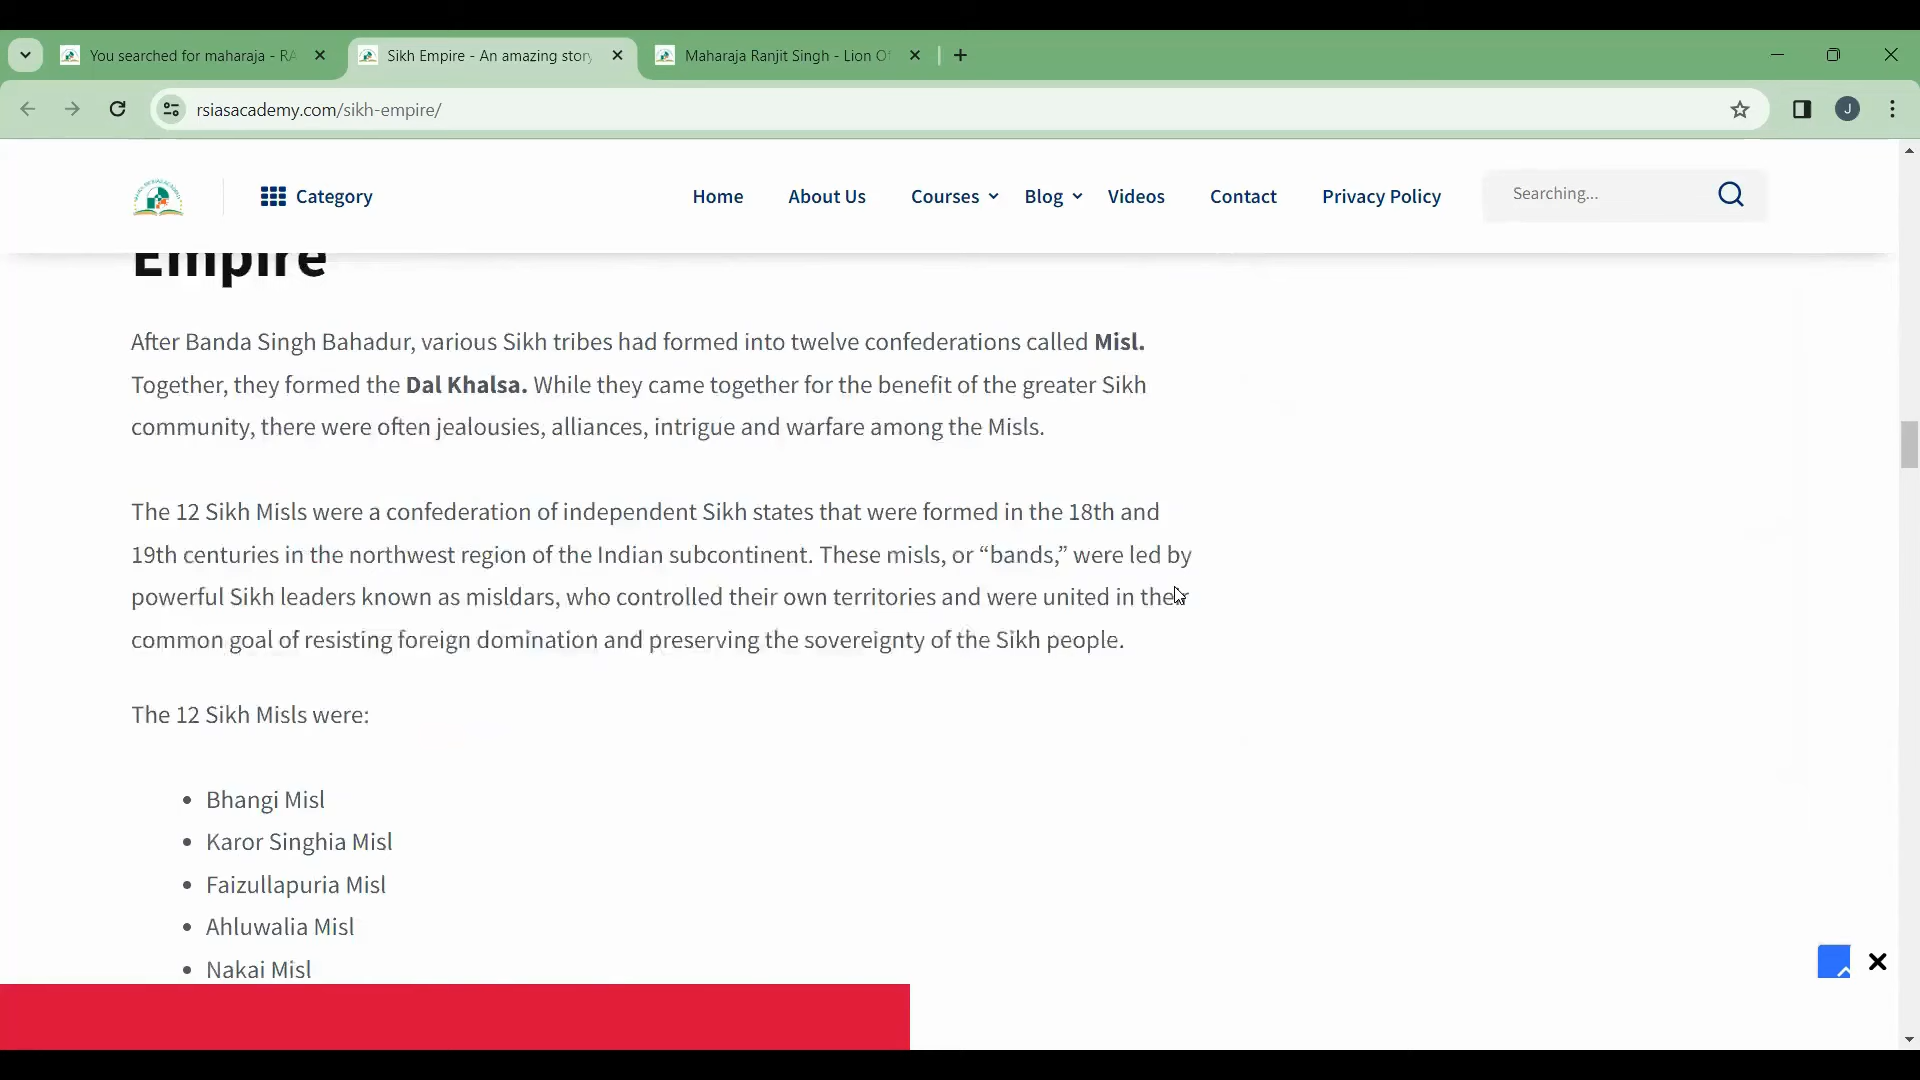 You searched for maharaja - RA
Sikh Empire - An amazing story
Maharaja Ranjit Singh - Lion Of
rsiasacademy.com/sikh-empire/
J
Category
Home
About Us
Courses
Blog
Videos
Contact
Privacy Policy
Searching...
Empire
After Banda Singh Bahadur, various Sikh tribes had formed into twelve confederations called Misl.
Together, they formed the Dal Khalsa. While they came together for the benefit of the greater Sikh
community, there were often jealousies, alliances, intrigue and warfare among the Misls.
The 12 Sikh Misls were a confederation of independent Sikh states that were formed in the 18th and
19th centuries in the northwest region of the Indian subcontinent. These misls, or “bands,” were led by
powerful Sikh leaders known as misldars, who controlled their own territories and were united in their
common goal of resisting foreign domination and preserving the sovereignty of the Sikh people.
The 12 Sikh Misls were:
• Bhangi Misl
• Karor Singhia Misl
• Faizullapuria Misl
• Ahluwalia Misl
• Nakai Misl